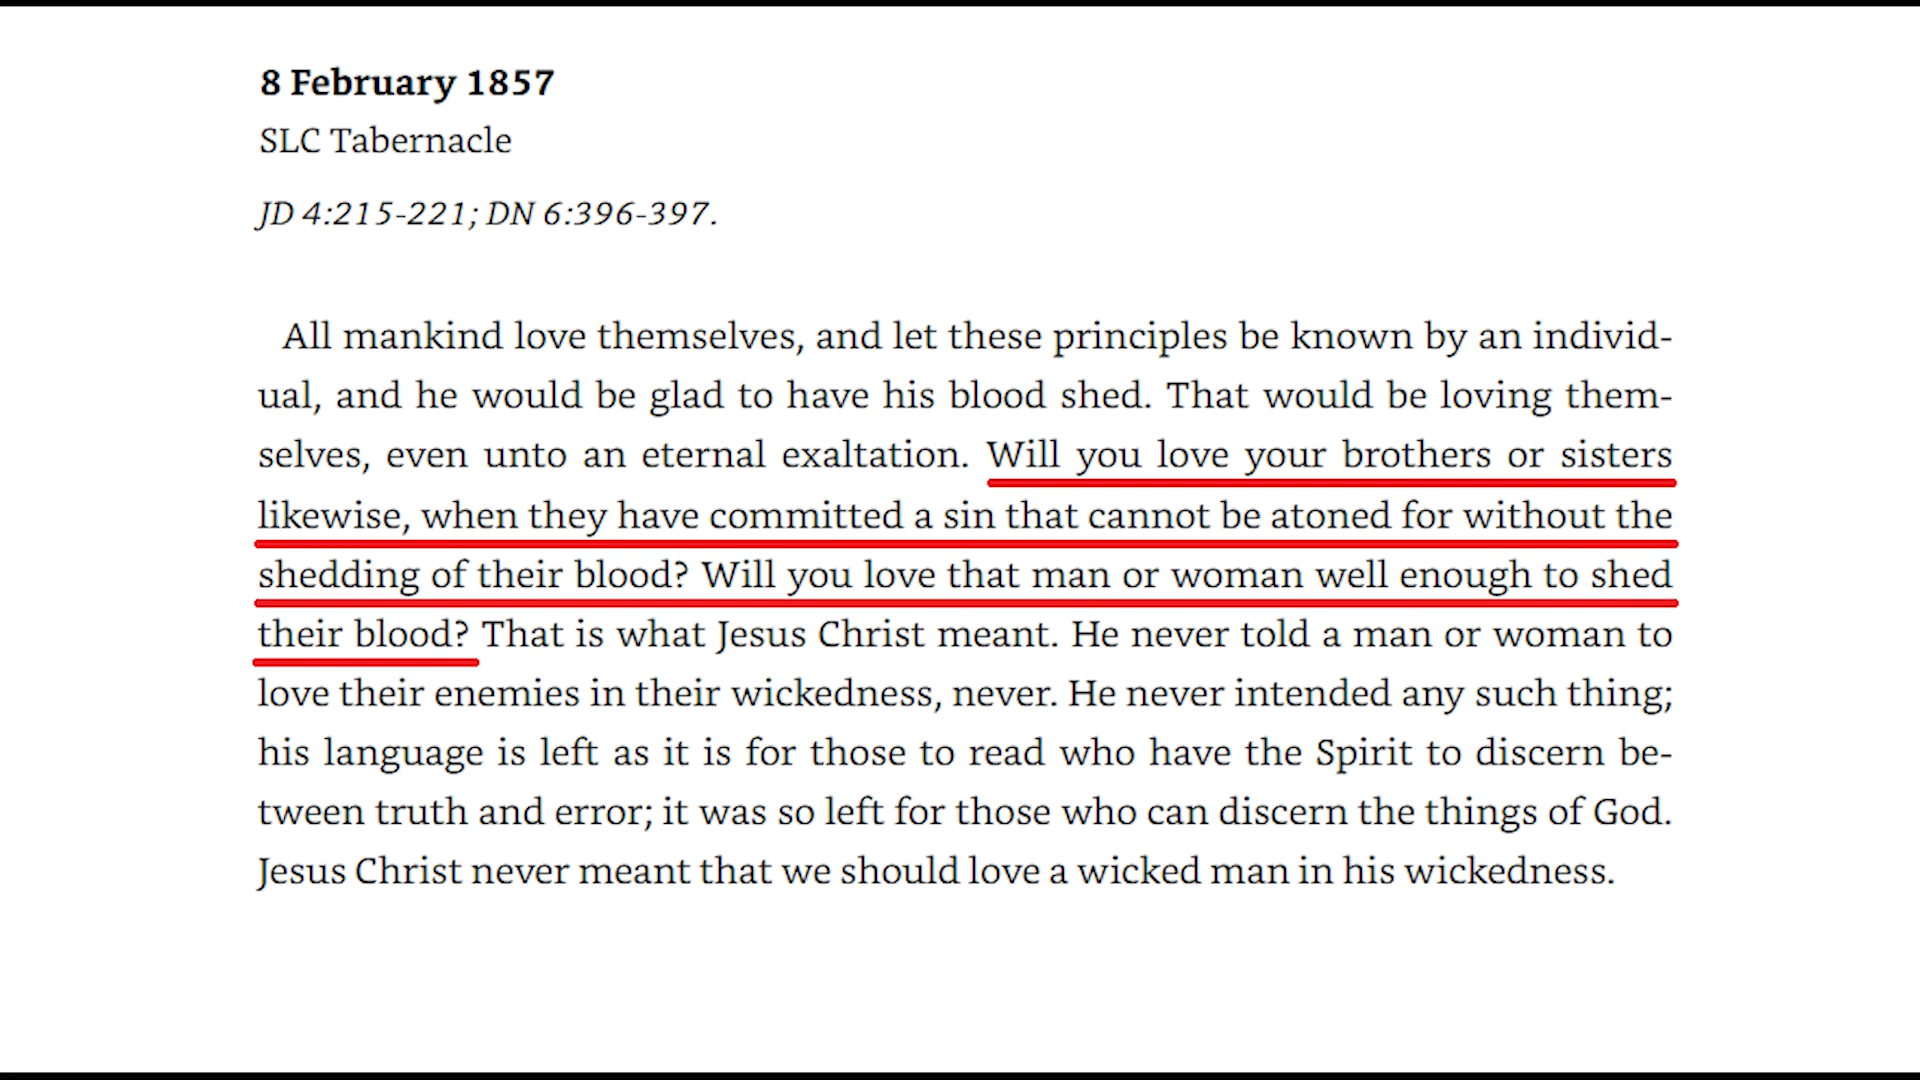 8 February 1857
SLC Tabernacle
JD 4:215-221; DN 6:396-397.
All mankind love themselves, and let these principles be known by an individ-
ual, and he would be glad to have his blood shed. That would be loving them-
selves, even unto an eternal exaltation. Will you love your brothers or sisters
likewise, when they have committed a sin that cannot be atoned for without the
shedding of their blood? Will you love that man or woman well enough to shed
their blood? That is what Jesus Christ meant. He never told a man or woman to
love their enemies in their wickedness, never. He never intended any such thing;
his language is left as it is for those to read who have the Spirit to discern be-
tween truth and error; it was so left for those who can discern the things of God.
Jesus Christ never meant that we should love a wicked man in his wickedness.